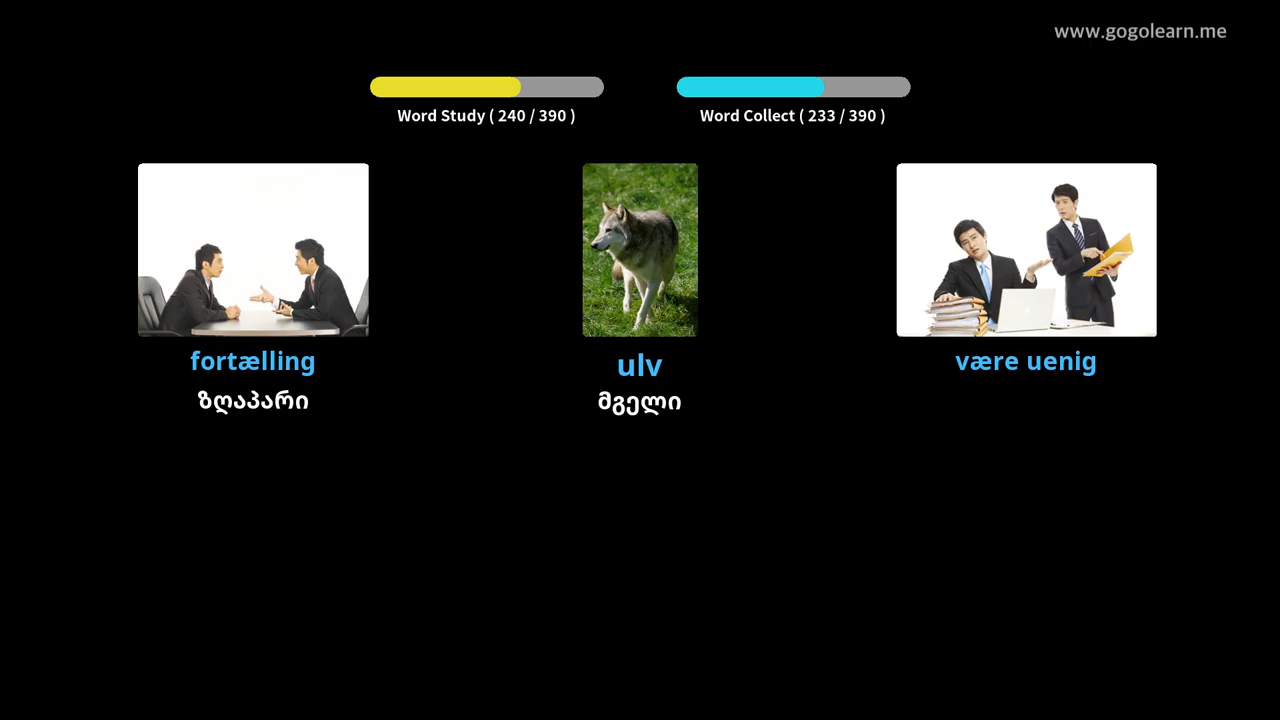 www.gogolearn.me
Word Study ( 240 / 390 )
Word Collect ( 233 / 390 )
fortælling
ზღაპარი
ulv
მგელი
være uenig